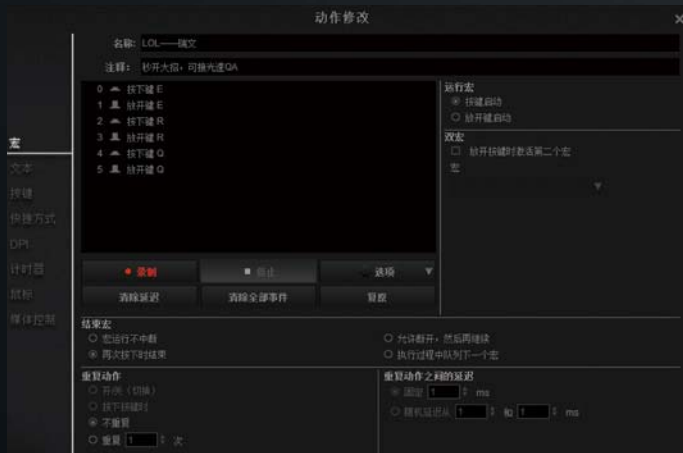 动作修改
名称: LOL——瑞文
注释: 秒开大招，可接光速QA
0 按下键 E
1 放开键 E
2 按下键 R
3 放开键 R
4 按下键 Q
5 放开键 Q
运行宏
按键启动
放开键启动
双宏
放开按键时激活第二个宏
宏
宏
文本
按键
快捷方式
DPI
计时器
鼠标
媒体控制
录制
停止
选项
清除延迟
清除全部事件
复原
结束宏
宏运行不中断
再次按下时结束
允许断开，然后再继续
执行过程中队列下一个宏
重复动作
开/关（切换）
按下按键时
不重复
重复 1 次
重复动作之间的延迟
固定 1 ms
随机延迟从 1 和 1 ms